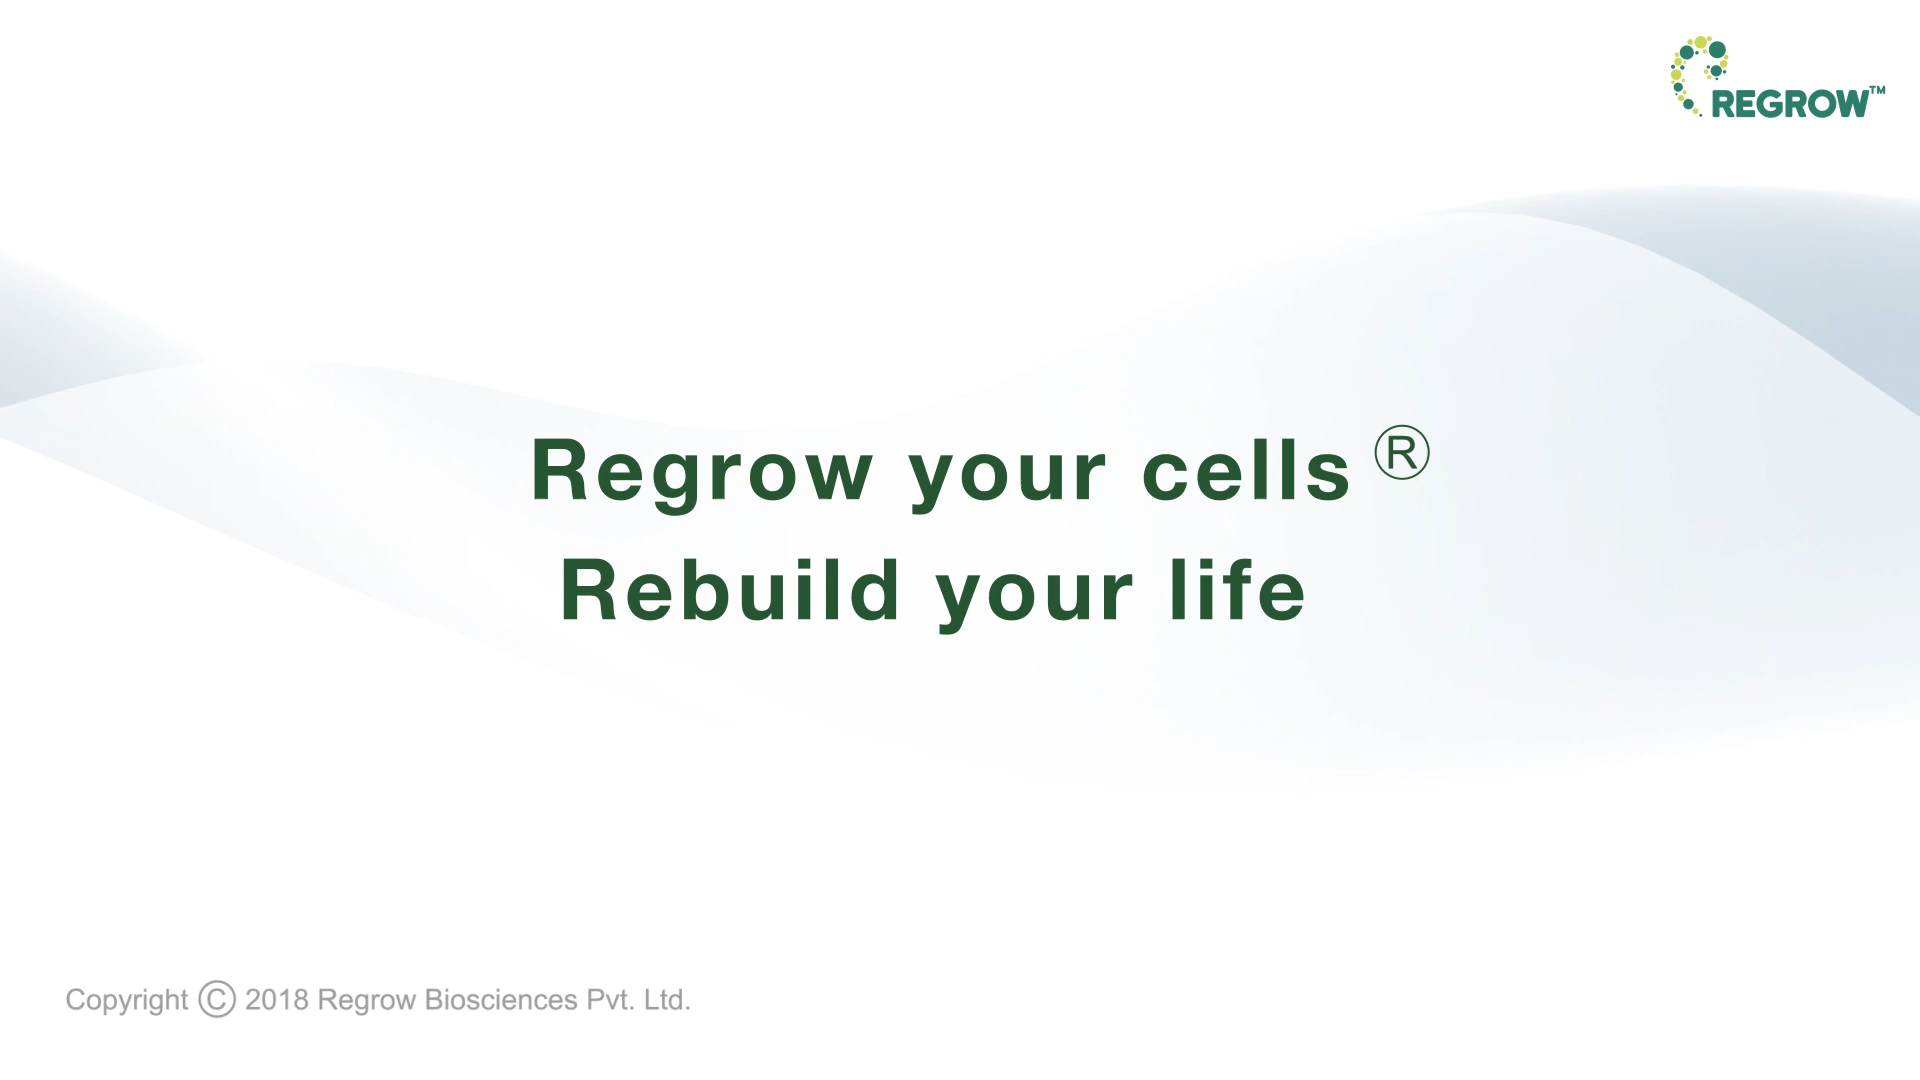 REGROW™
Regrow your cells ®
Rebuild your life
Copyright © 2018 Regrow Biosciences Pvt. Ltd.